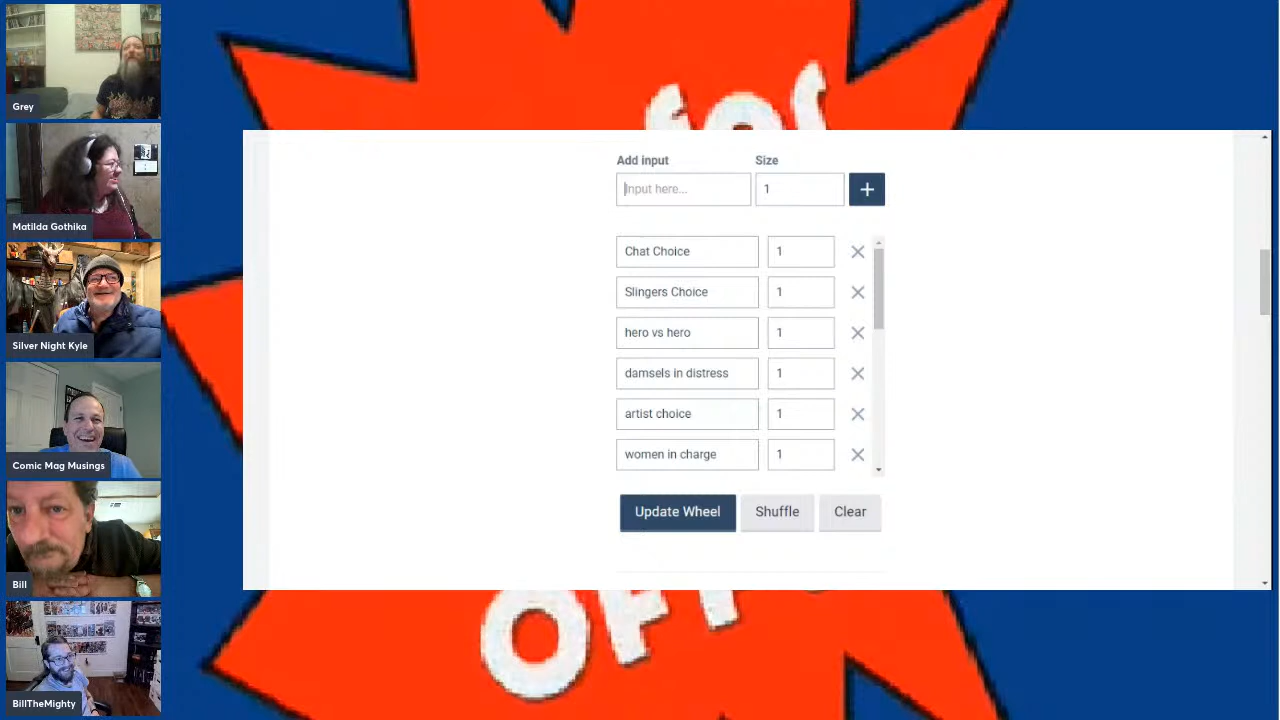 Grey
Matilda Gothika
Silver Night Kyle
Comic Mag Musings
Bill
BillTheMighty
Add input Size
Input here... 1 +
Chat Choice 1
Slingers Choice 1
hero vs hero 1
damsels in distress 1
artist choice 1
women in charge 1
Update Wheel Shuffle Clear